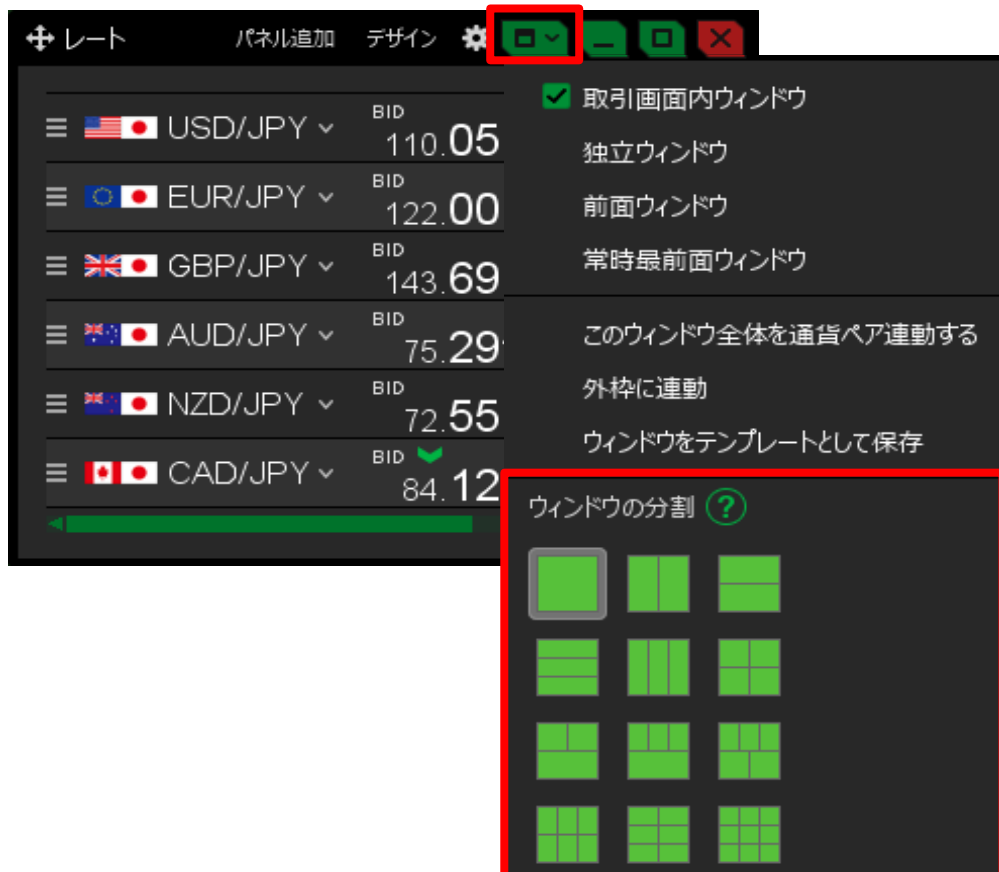 レート パネル追加 デザイン
USD/JPY BID 110.05
EUR/JPY BID 122.00
GBP/JPY BID 143.69
AUD/JPY BID 75.29
NZD/JPY BID 72.55
CAD/JPY BID 84.12
取引画面内ウィンドウ
独立ウィンドウ
前面ウィンドウ
常時最前面ウィンドウ
このウィンドウ全体を通貨ペア連動する
外枠に連動
ウィンドウをテンプレートとして保存
ウィンドウの分割 ?